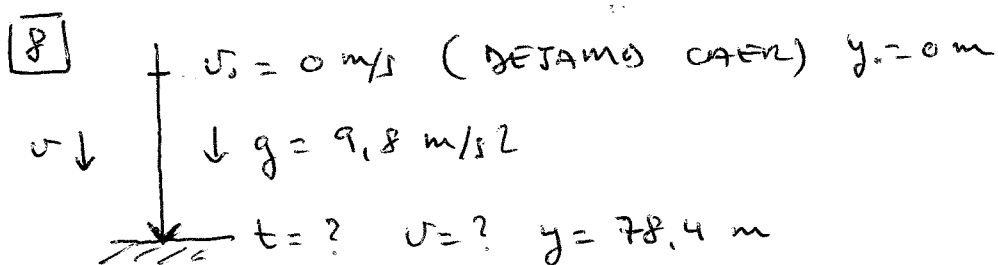 8 v₀ = 0 m/s (DEJAMOS CAER) y₀ = 0 m
v ↓ ↓ g = 9,8 m/s2
t = ? v = ? y = 78,4 m